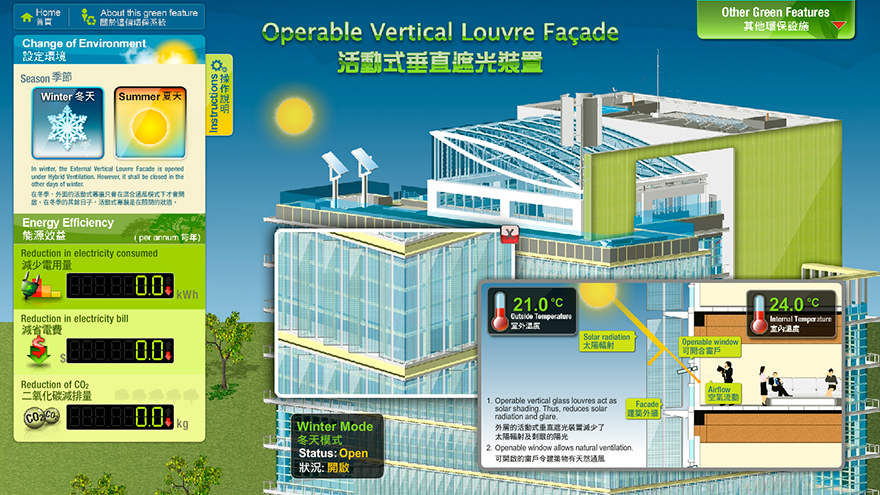 Home
首頁
About this green feature
關於這個環保系統
Operable Vertical Louvre Façade
活動式垂直遮光裝置
Other Green Features
其他環保設施
Change of Environment
設定環境
Season 季節
Winter 冬天
Summer 夏天
Instructions 操作說明
In winter, the External Vertical Louvre Facade is opened
under Hybrid Ventilation. However, it shall be closed in the
other days of winter.
在冬季，外面的活動式幕牆只會在混合通風模式下才會開
啟。在冬季的其餘日子，活動式幕牆是在關閉的狀態。
Energy Efficiency
能源效益
( per annum 每年)
Reduction in electricity consumed
減少電用量
0.0 kWh
Reduction in electricity bill
減省電費
$ 0.0
Reduction of CO2
二氧化碳減排量
CO2 CO2
0.0 kg
X
21.0 °C
Outside Temperature
室外溫度
24.0 °C
Internal Temperature
室內溫度
Solar radiation
太陽輻射
Openable window
可開合窗戶
Facade
建築外牆
Airflow
空氣流動
1. Operable vertical glass louvres act as
solar shading. Thus, reduces solar
radiation and glare.
外層的活動式垂直遮光裝置減少了
太陽輻射及刺眼的陽光
2. Openable window allows natural ventilation.
可開啟的窗戶令建築物有天然通風
Winter Mode
冬天模式
Status: Open
狀況: 開啟